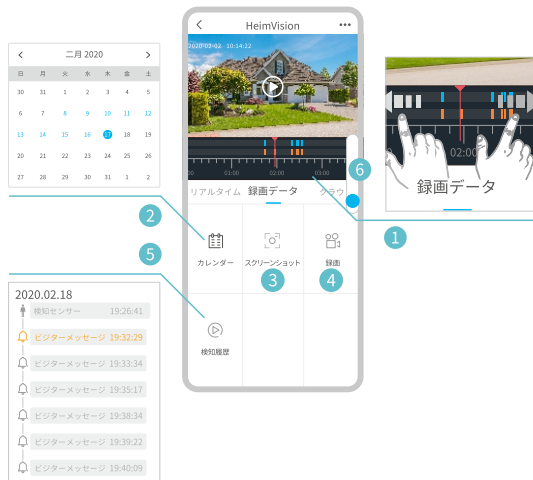 HeimVision
2020-02-02 10:14:22
二月 2020
日 月 火 水 木 金 土
30 31 1 2 3 4 5
6 7 8 9 10 11 12
13 14 15 16 17 18 19
20 21 22 23 24 25 26
27 28 29 30 31 1 2
01:00 02:00 03:00
リアルタイム 録画データ クラウ
カレンダー スクリーンショット 録画
検知履歴
02:00
録画データ
1
2
3
4
5
6
2020.02.18
検知センサー 19:26:41
ビジターメッセージ 19:32:29
ビジターメッセージ 19:33:34
ビジターメッセージ 19:35:17
ビジターメッセージ 19:38:34
ビジターメッセージ 19:39:22
ビジターメッセージ 19:40:09